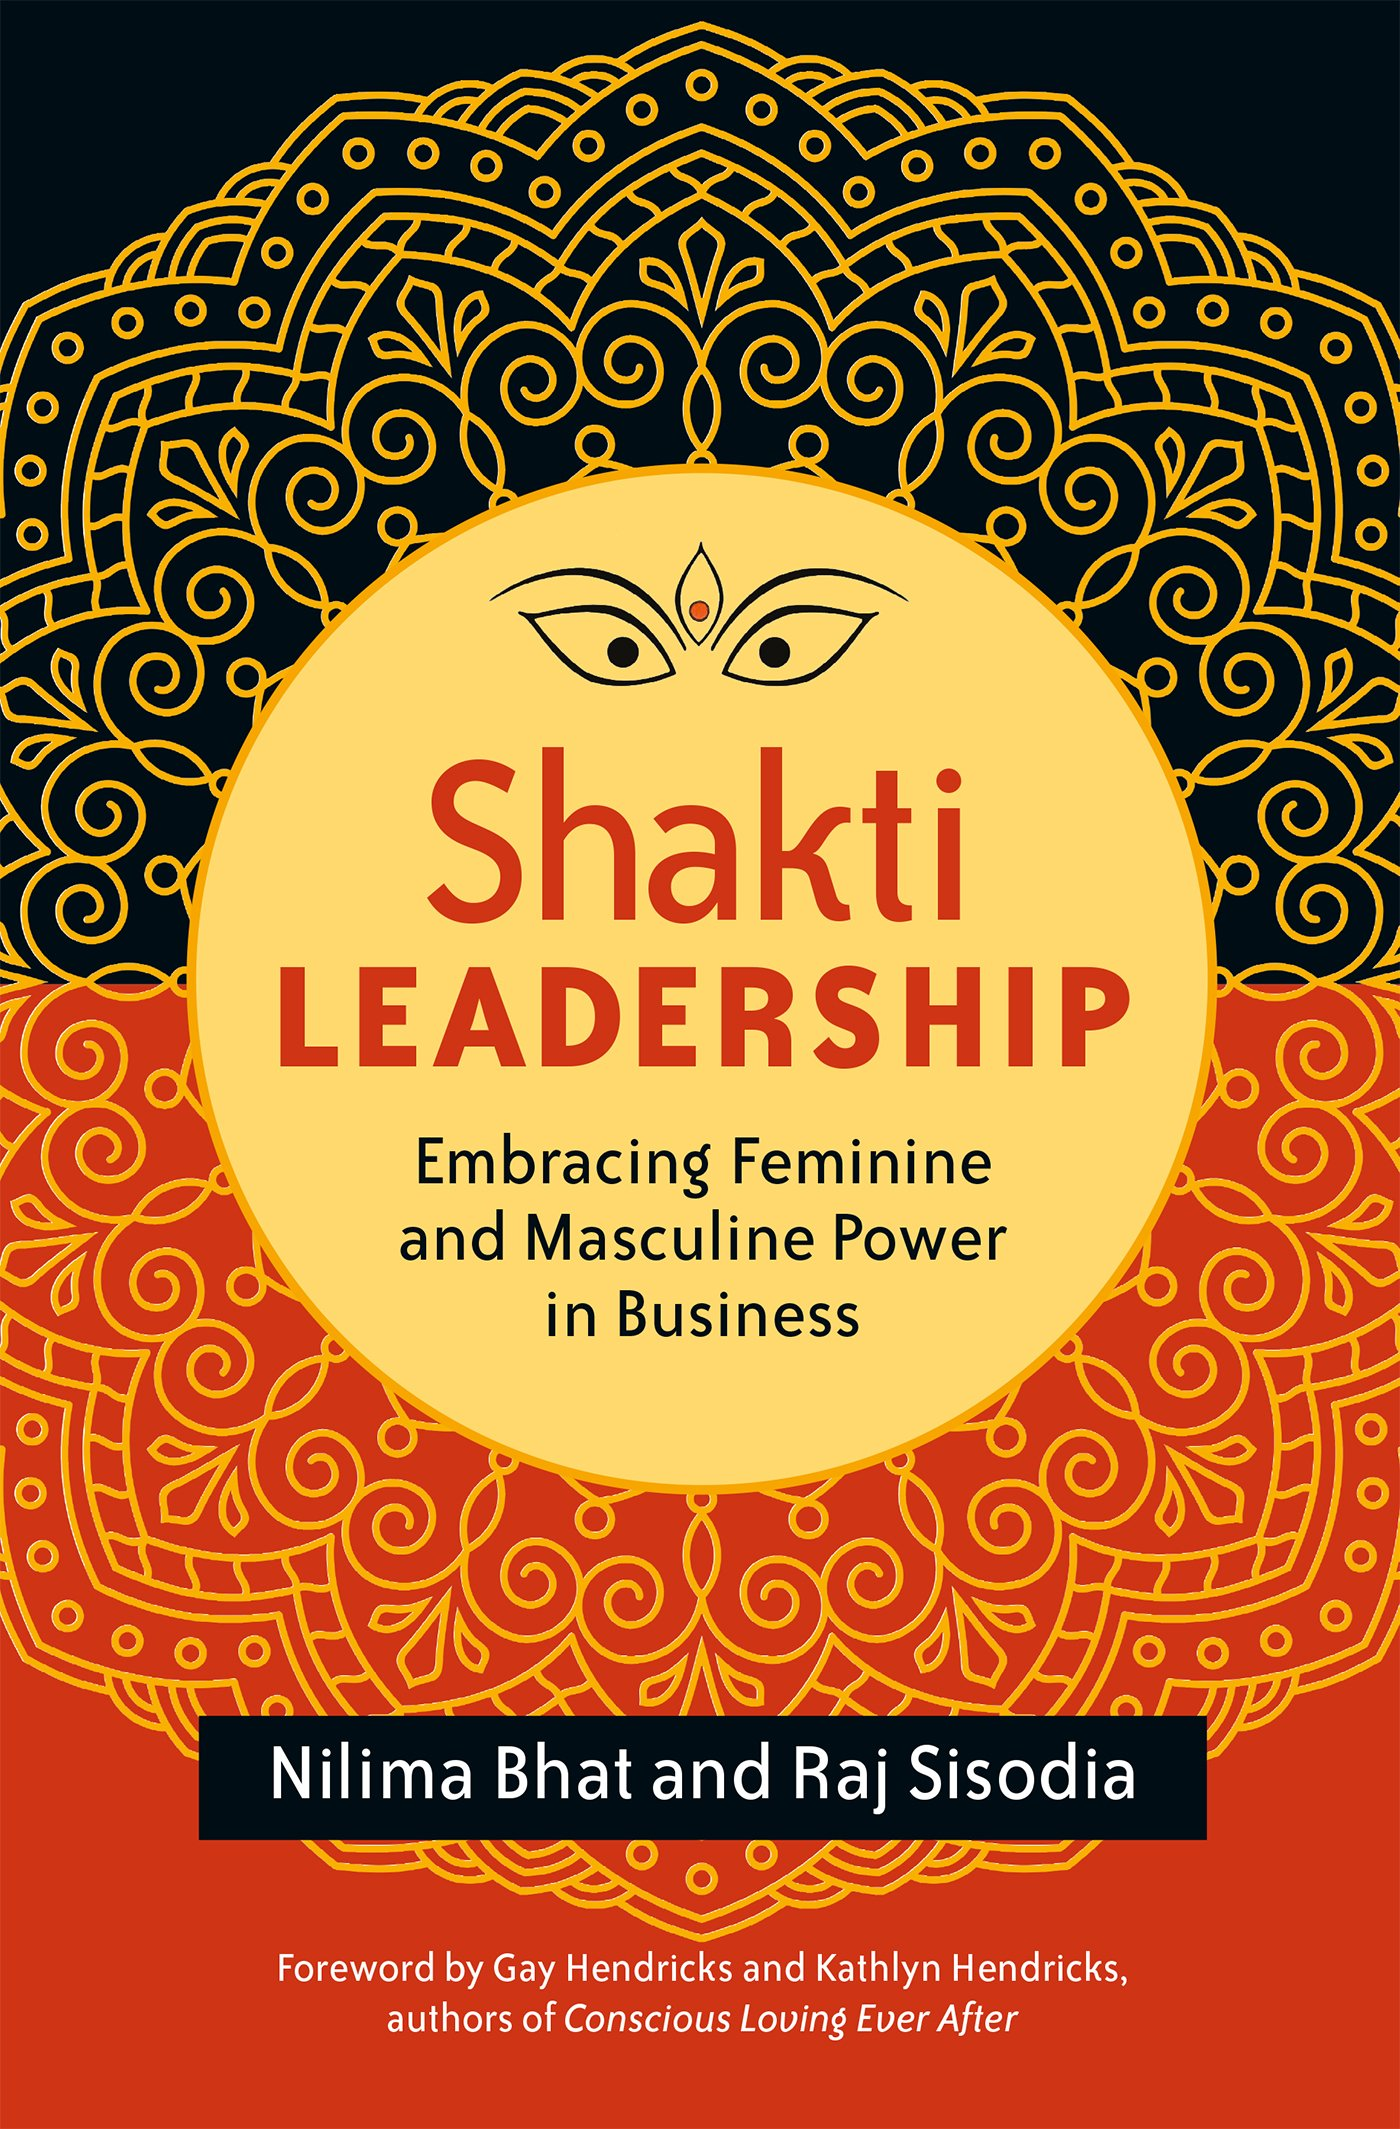 Shakti
LEADERSHIP
Embracing Feminine
and Masculine Power
in Business
Nilima Bhat and Raj Sisodia
Foreword by Gay Hendricks and Kathlyn Hendricks,
authors of Conscious Loving Ever After